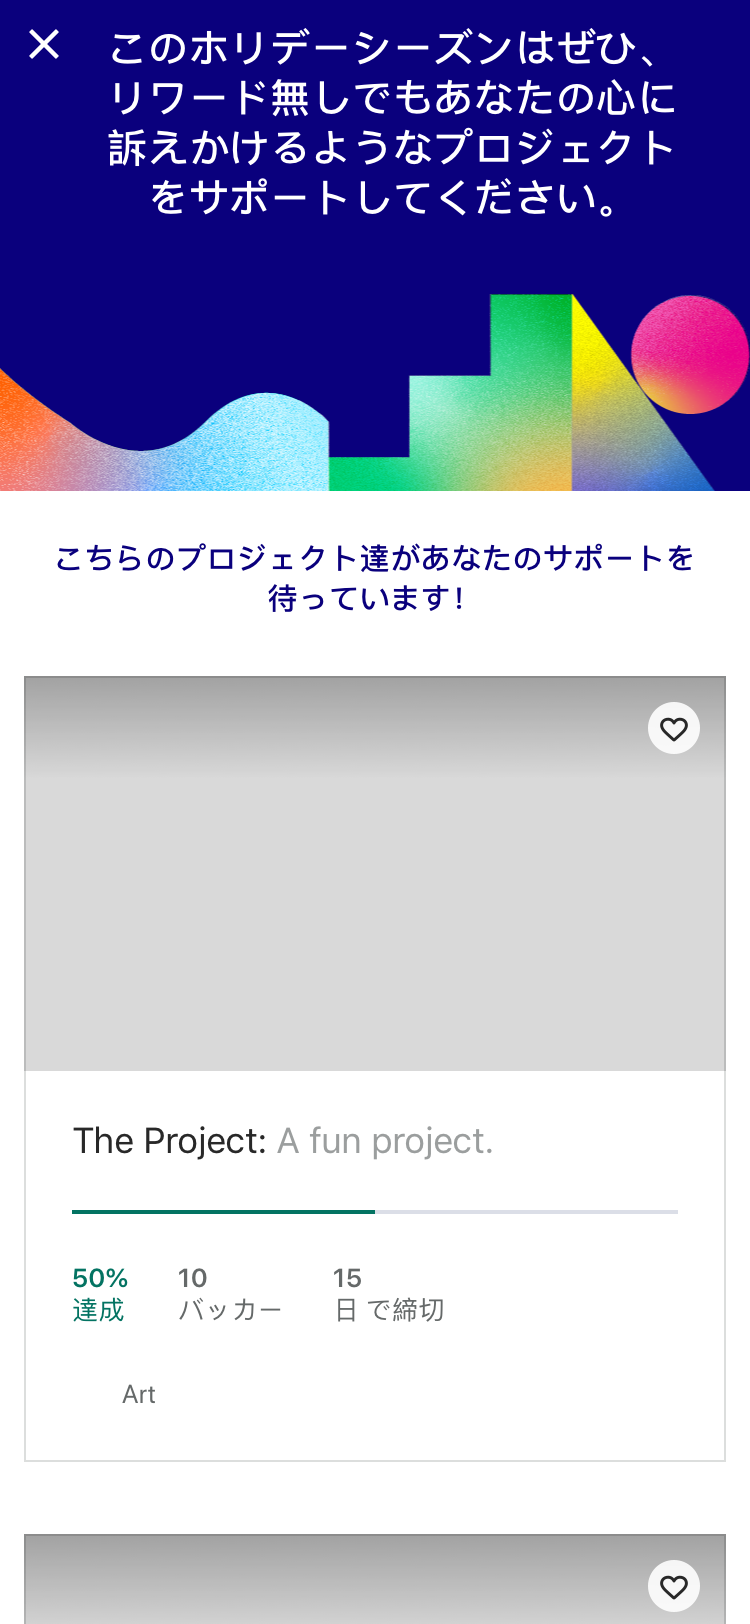 このホリデーシーズンはぜひ、
リワード無しでもあなたの心に
訴えかけるようなプロジェクト
をサポートしてください。
こちらのプロジェクト達があなたのサポートを
待っています!
The Project: A fun project.
50% 10 15
達成 バッカー 日 で締切
Art